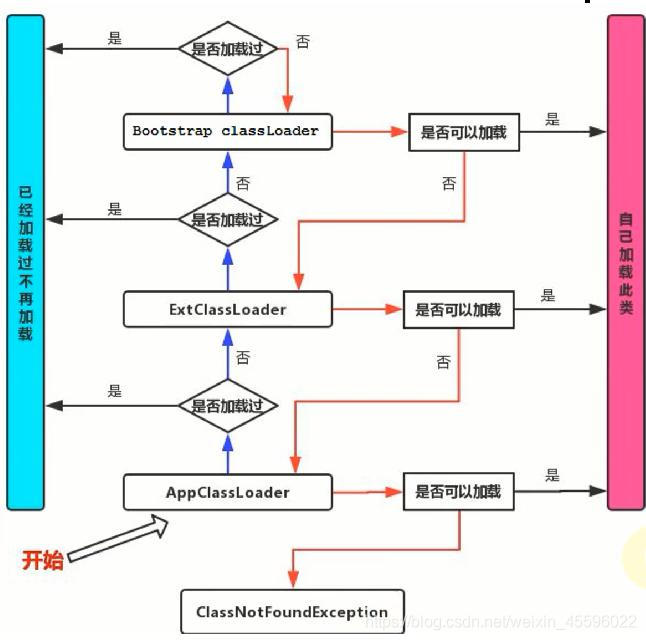 是
是否加载过
否
Bootstrap classLoader
是否可以加载
是
否
否
是
是否加载过
已经加载过不再加载
自己加载此类
ExtClassLoader
是否可以加载
是
否
否
是
是否加载过
AppClassLoader
是否可以加载
是
开始
ClassNotFoundException
https://blog.csdn.net/weixin_45596022